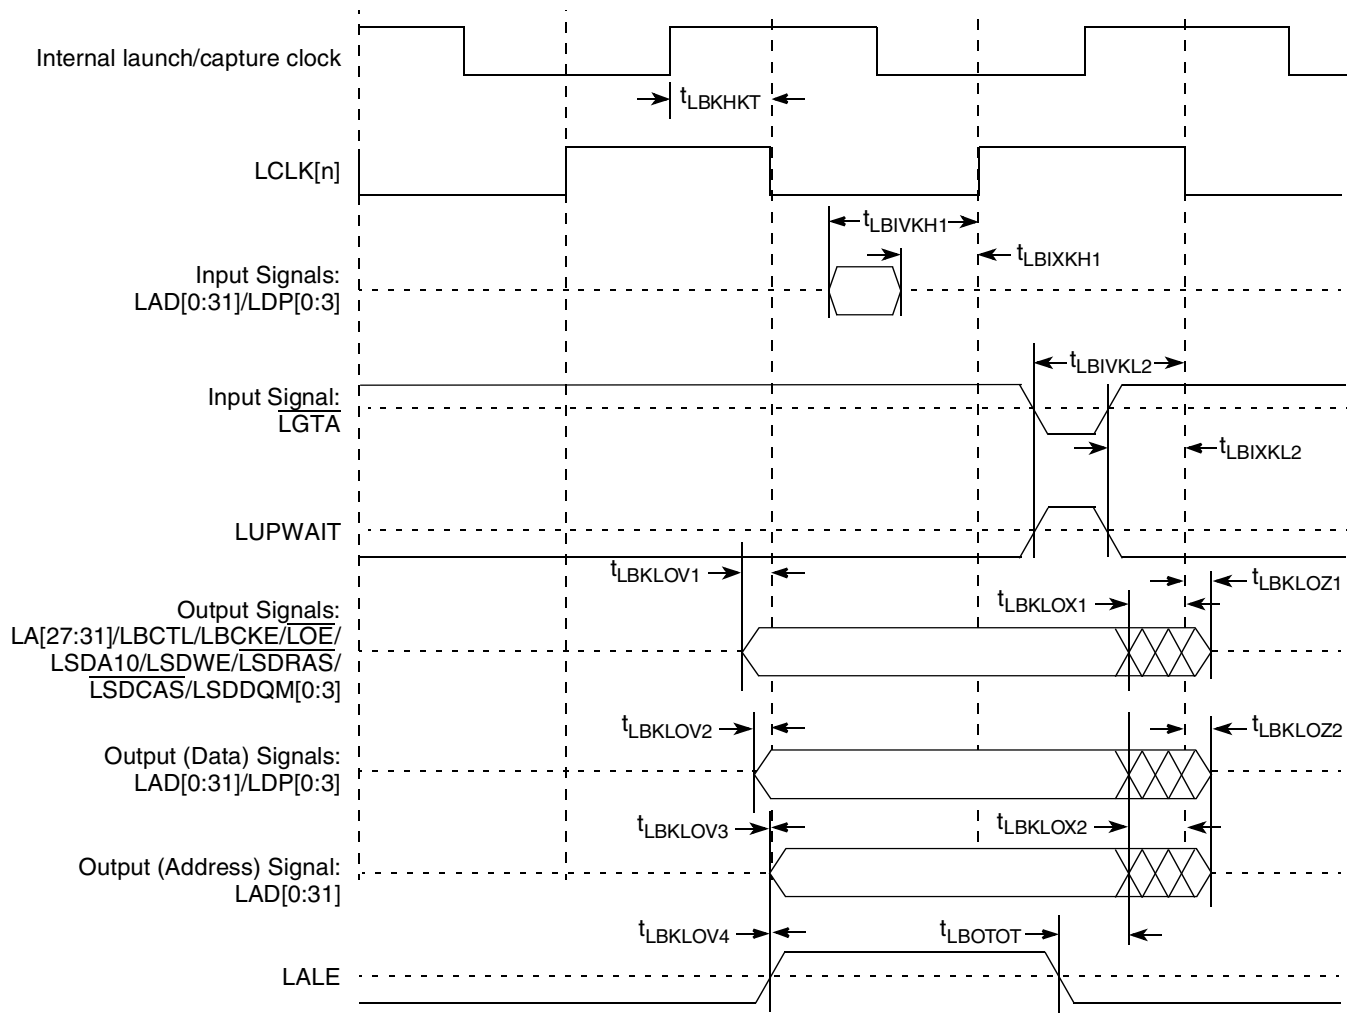 Internal launch/capture clock
tLBKHKT
LCLK[n]
tLBIVKH1
tLBIXKH1
Input Signals:
LAD[0:31]/LDP[0:3]
tLBIVKL2
Input Signal:
LGTA
tLBIXKL2
LUPWAIT
tLBKLOV1
tLBKLOZ1
tLBKLOX1
Output Signals:
LA[27:31]/LBCTL/LBCKE/LOE/
LSDA10/LSDWE/LSDRAS/
LSDCAS/LSDDQM[0:3]
tLBKLOV2
tLBKLOZ2
Output (Data) Signals:
LAD[0:31]/LDP[0:3]
tLBKLOV3
tLBKLOX2
Output (Address) Signal:
LAD[0:31]
tLBKLOV4
tLBOTOT
LALE